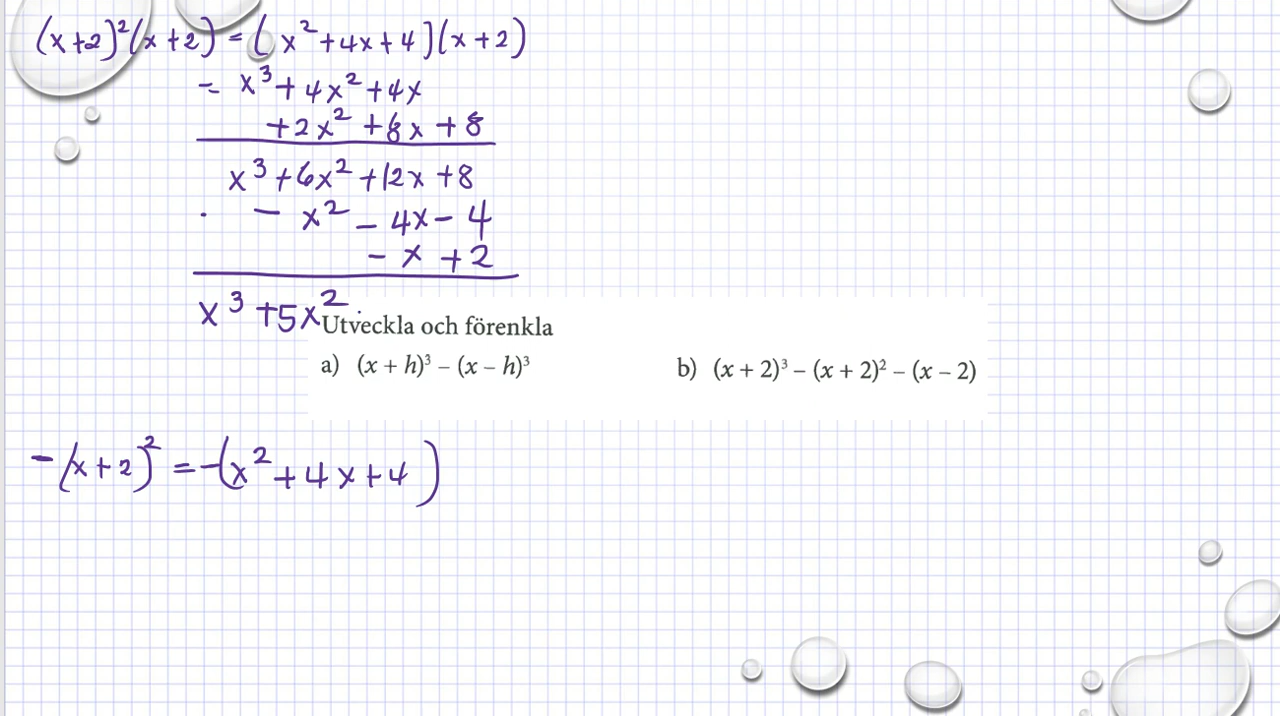 (x+2)²(x+2) = (x²+4x+4)(x+2)
= x³+4x²+4x
+2x²+8x+8
x³+6x²+12x+8
- x² - 4x - 4
- x + 2
x³+5x²
Utveckla och förenkla
a) (x + h)³ – (x – h)³ b) (x + 2)³ – (x + 2)² – (x – 2)
-(x+2)² = -(x²+4x+4)